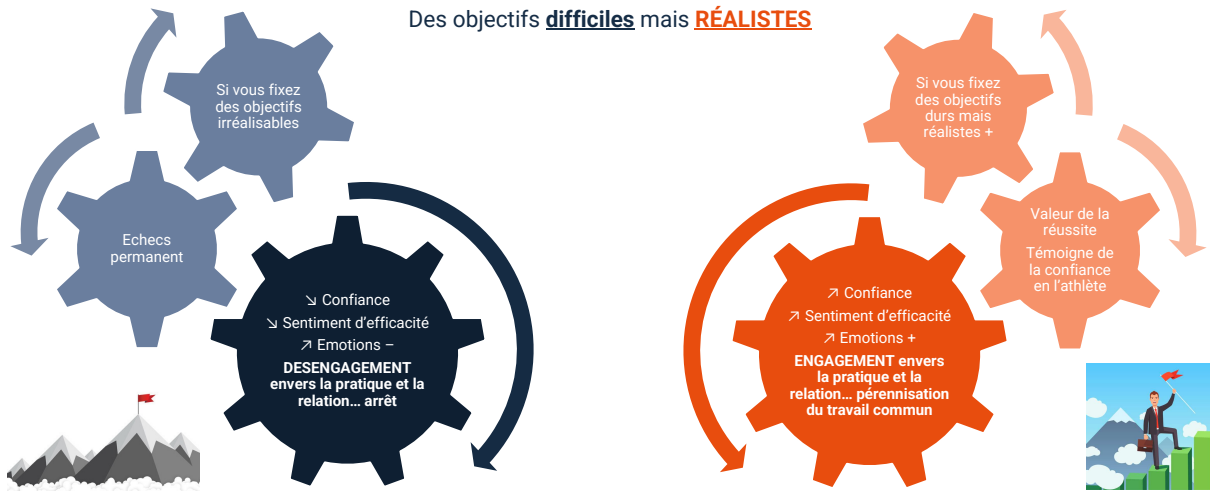 Des objectifs difficiles mais RÉALISTES
Si vous fixez
des objectifs
irréalisables
Echecs
permanent
↘ Confiance
↘ Sentiment d'efficacité
↗ Emotions –
DESENGAGEMENT
envers la pratique et la
relation… arrêt
Si vous fixez
des objectifs
durs mais
réalistes +
Valeur de la
réussite
Témoigne de
la confiance
en l'athlète
↗ Confiance
↗ Sentiment d'efficacité
↗ Emotions +
ENGAGEMENT envers
la pratique et la
relation… pérennisation
du travail commun